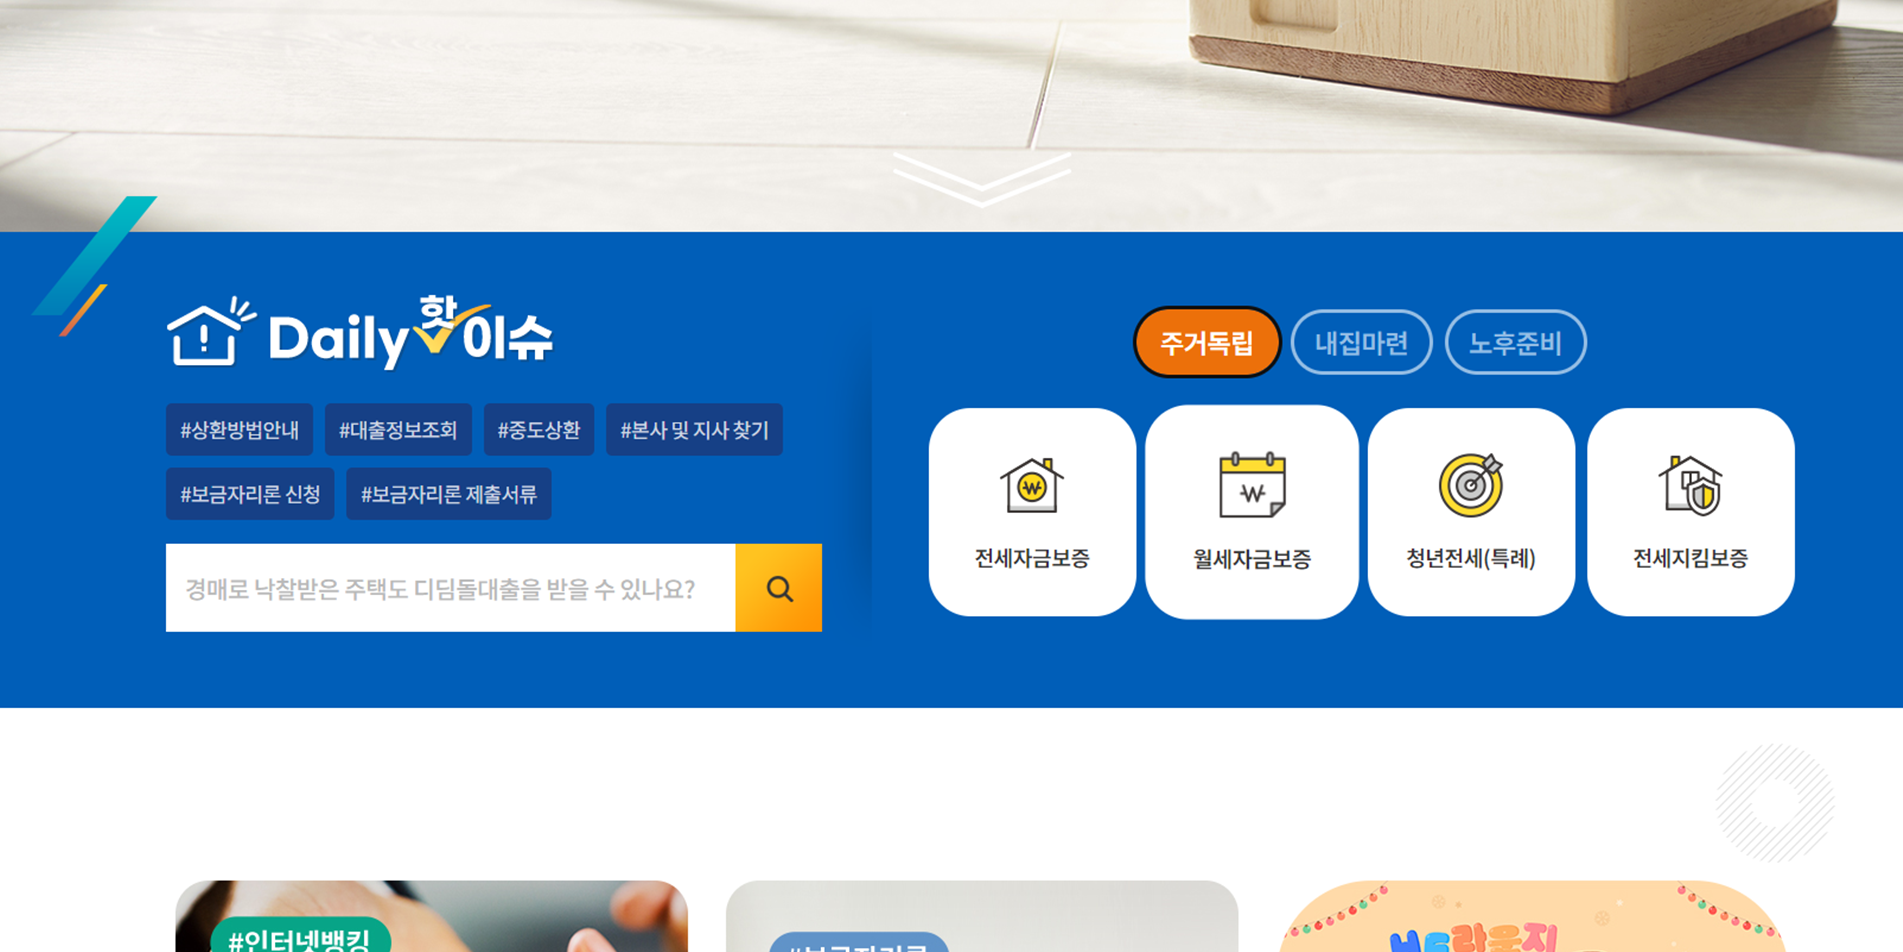 Daily 핫이슈
#상환방법안내 #대출정보조회 #중도상환 #본사 및 지사 찾기
#보금자리론 신청 #보금자리론 제출서류
경매로 낙찰받은 주택도 디딤돌대출을 받을 수 있나요?
주거독립 내집마련 노후준비
전세자금보증 월세자금보증 청년전세(특례) 전세지킴보증
#인터넷뱅킹
#보금자리론